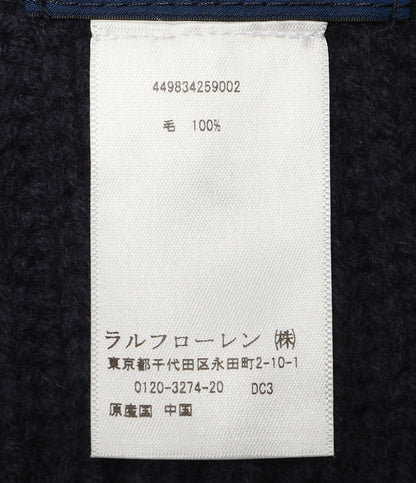 449834259002
毛 100%
ラルフローレン ㈱
東京都千代田区永田町2-10-1
0120-3274-20 DC3
原産国 中国